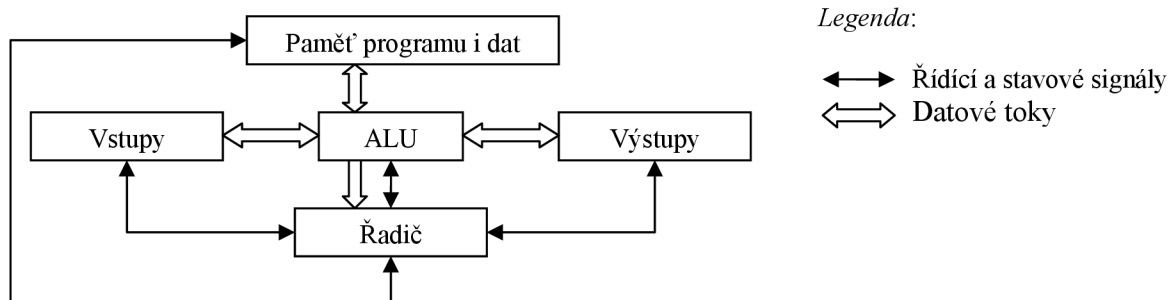 Paměť programu i dat
Vstupy
ALU
Výstupy
Řadič
Legenda:
Řídící a stavové signály
Datové toky